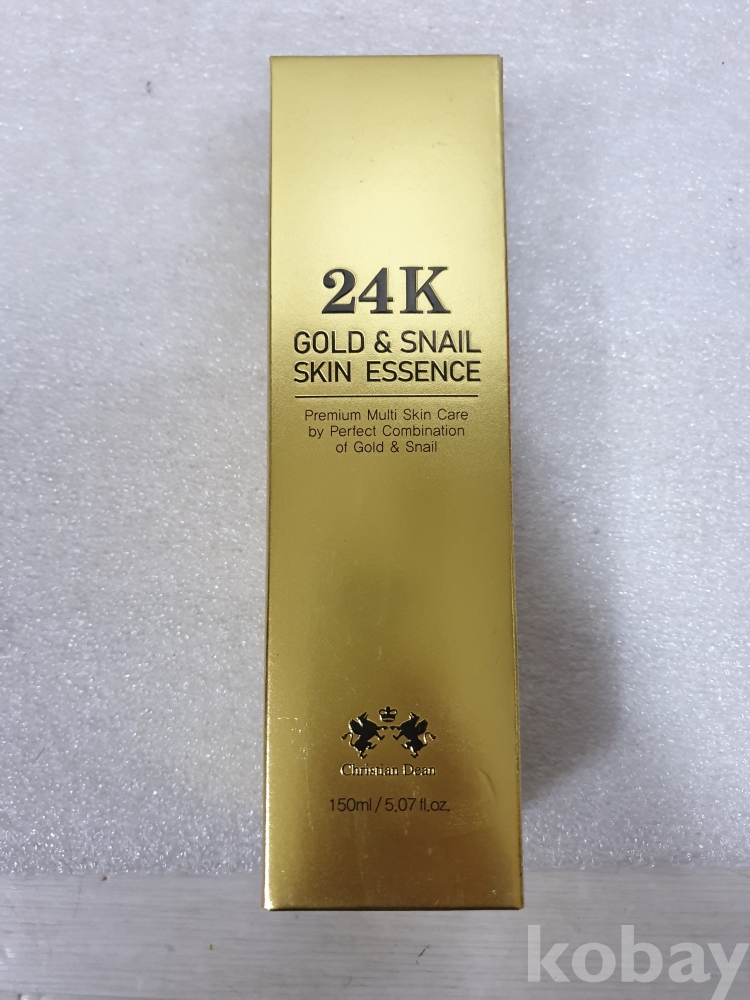 24K
GOLD & SNAIL
SKIN ESSENCE
Premium Multi Skin Care
by Perfect Combination
of Gold & Snail
Christian Dean
150ml / 5.07 fl.oz.
kobay